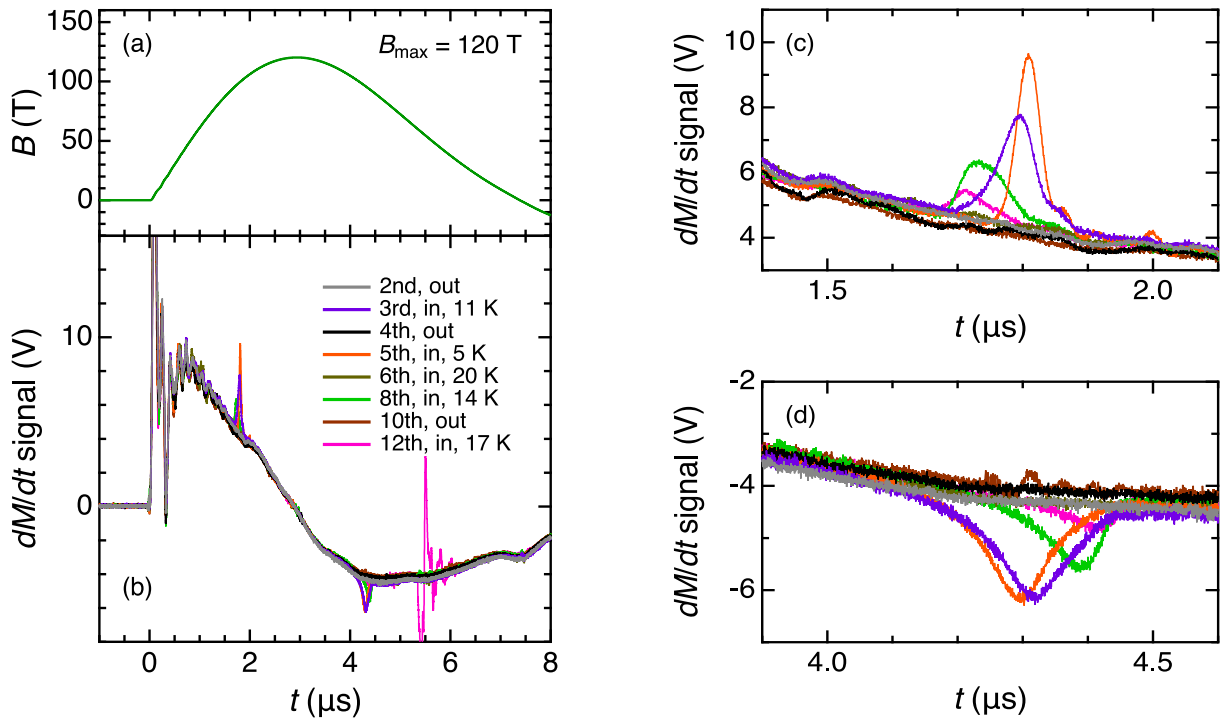 (a)
B_max = 120 T
B (T)
150
100
50
0
(b)
dM/dt signal (V)
10
0
2nd, out
3rd, in, 11 K
4th, out
5th, in, 5 K
6th, in, 20 K
8th, in, 14 K
10th, out
12th, in, 17 K
0 2 4 6 8
t (μs)
(c)
dM/dt signal (V)
10
8
6
4
1.5 2.0
t (μs)
(d)
dM/dt signal (V)
-2
-4
-6
4.0 4.5
t (μs)